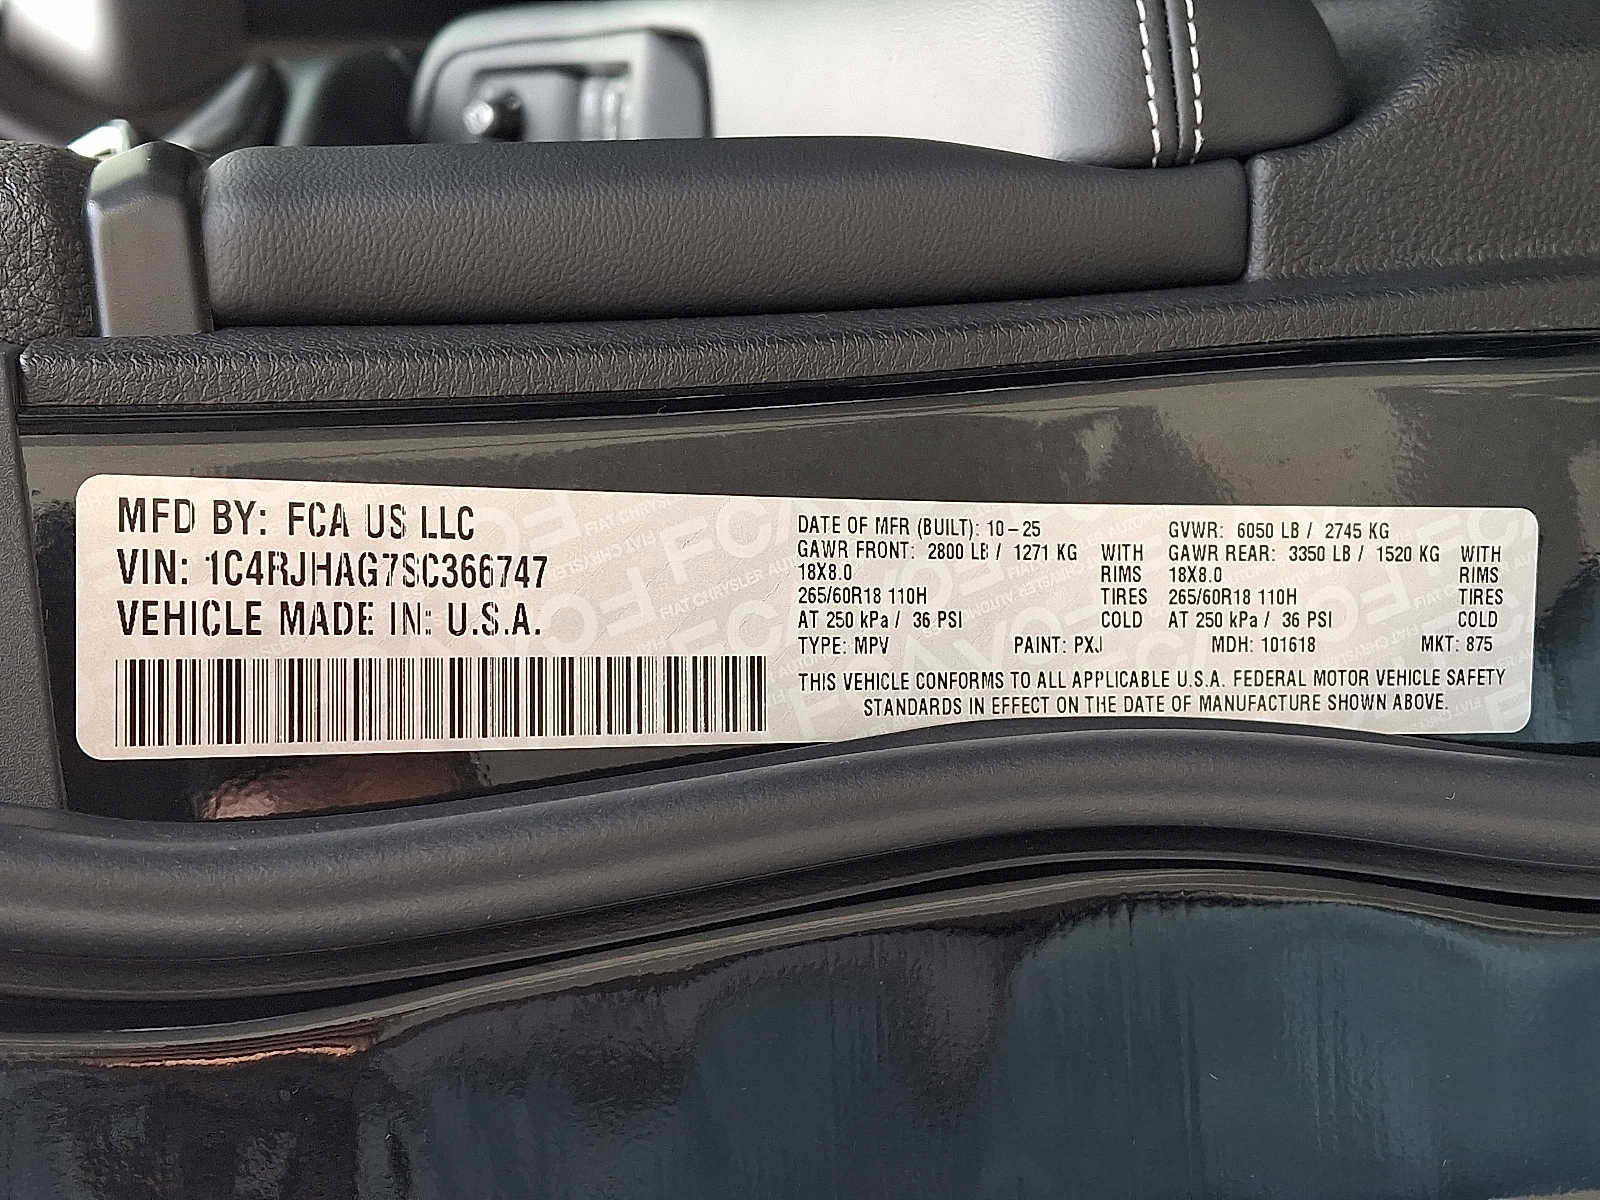 MFD BY: FCA US LLC
VIN: 1C4RJHAG7SC366747
VEHICLE MADE IN: U.S.A.
DATE OF MFR (BUILT): 10-25 GVWR: 6050 LB / 2745 KG
GAWR FRONT: 2800 LB / 1271 KG WITH GAWR REAR: 3350 LB / 1520 KG WITH
18X8.0 RIMS 18X8.0 RIMS
265/60R18 110H TIRES 265/60R18 110H TIRES
AT 250 kPa / 36 PSI COLD AT 250 kPa / 36 PSI COLD
TYPE: MPV PAINT: PXJ MDH: 101618 MKT: 875
THIS VEHICLE CONFORMS TO ALL APPLICABLE U.S.A. FEDERAL MOTOR VEHICLE SAFETY
STANDARDS IN EFFECT ON THE DATE OF MANUFACTURE SHOWN ABOVE.